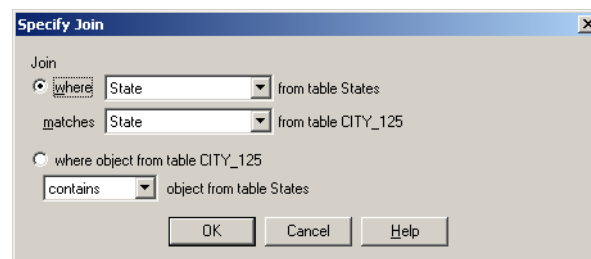 Specify Join
Join
where State from table States
matches State from table CITY_125
where object from table CITY_125
contains object from table States
OK Cancel Help